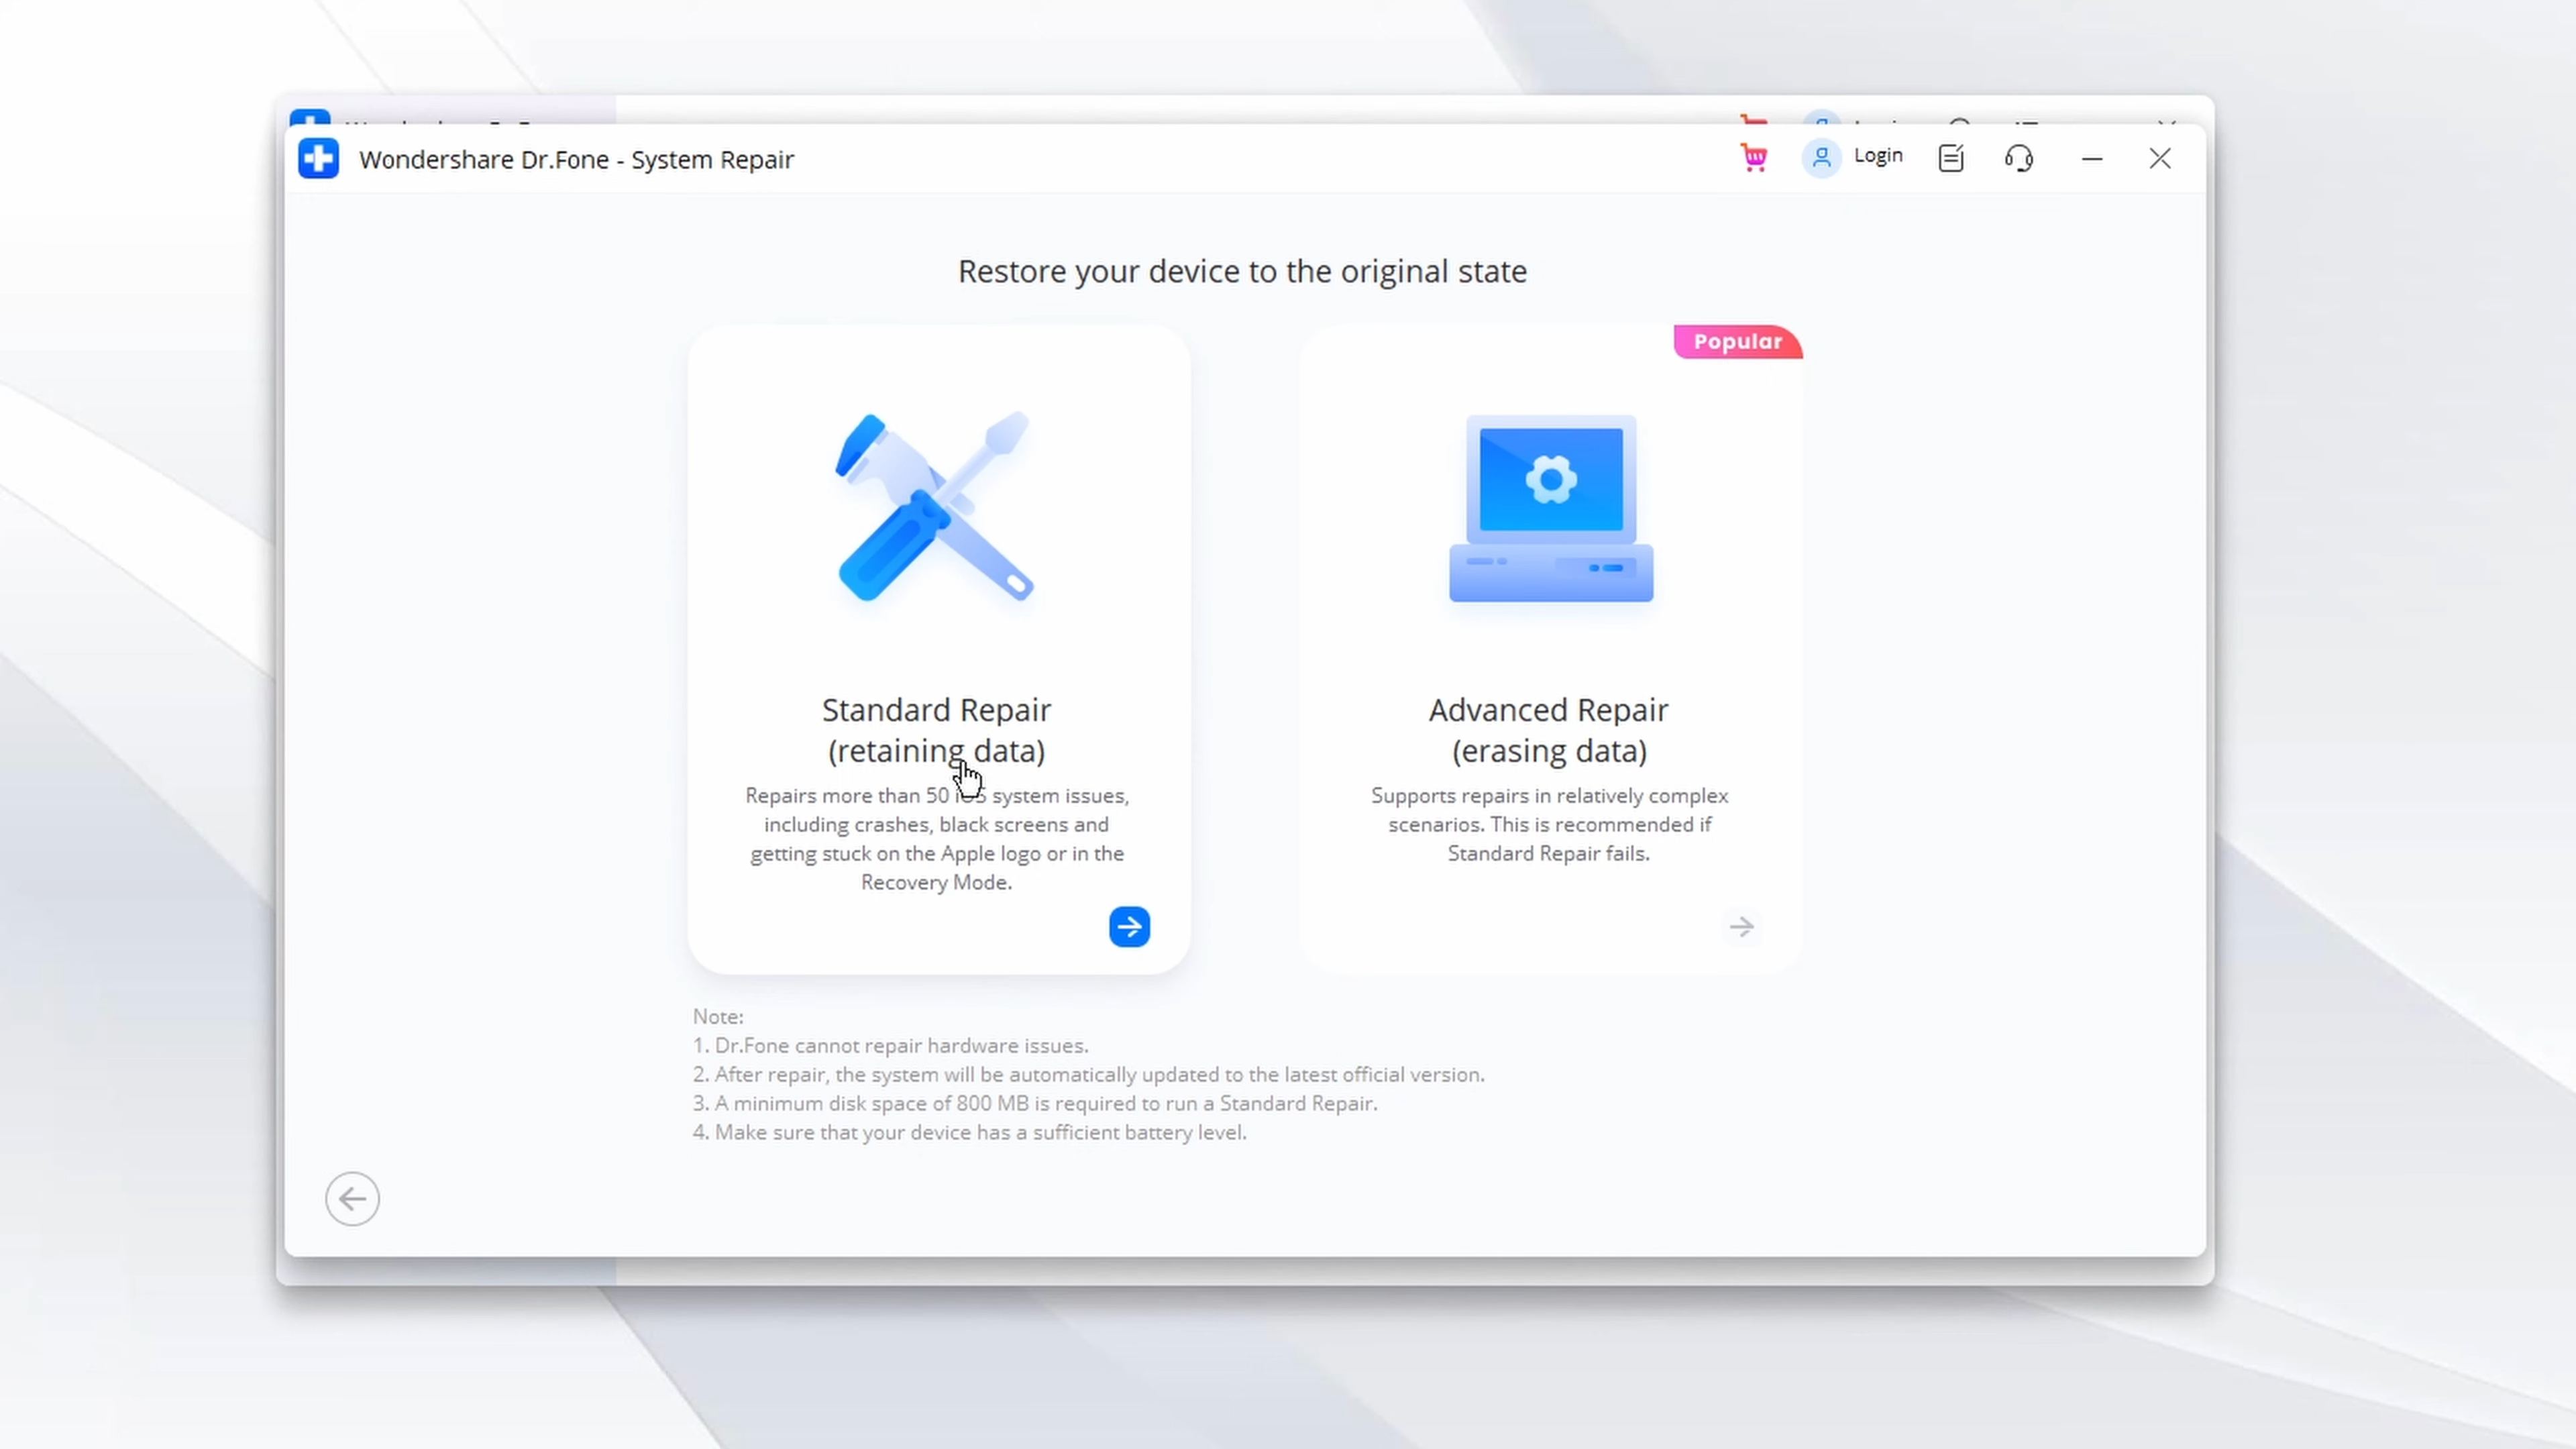 Wondershare Dr.Fone - System Repair
Login
Restore your device to the original state
Popular
Standard Repair
(retaining data)
Repairs more than 50 iOS system issues,
including crashes, black screens and
getting stuck on the Apple logo or in the
Recovery Mode.
Advanced Repair
(erasing data)
Supports repairs in relatively complex
scenarios. This is recommended if
Standard Repair fails.
Note:
1. Dr.Fone cannot repair hardware issues.
2. After repair, the system will be automatically updated to the latest official version.
3. A minimum disk space of 800 MB is required to run a Standard Repair.
4. Make sure that your device has a sufficient battery level.